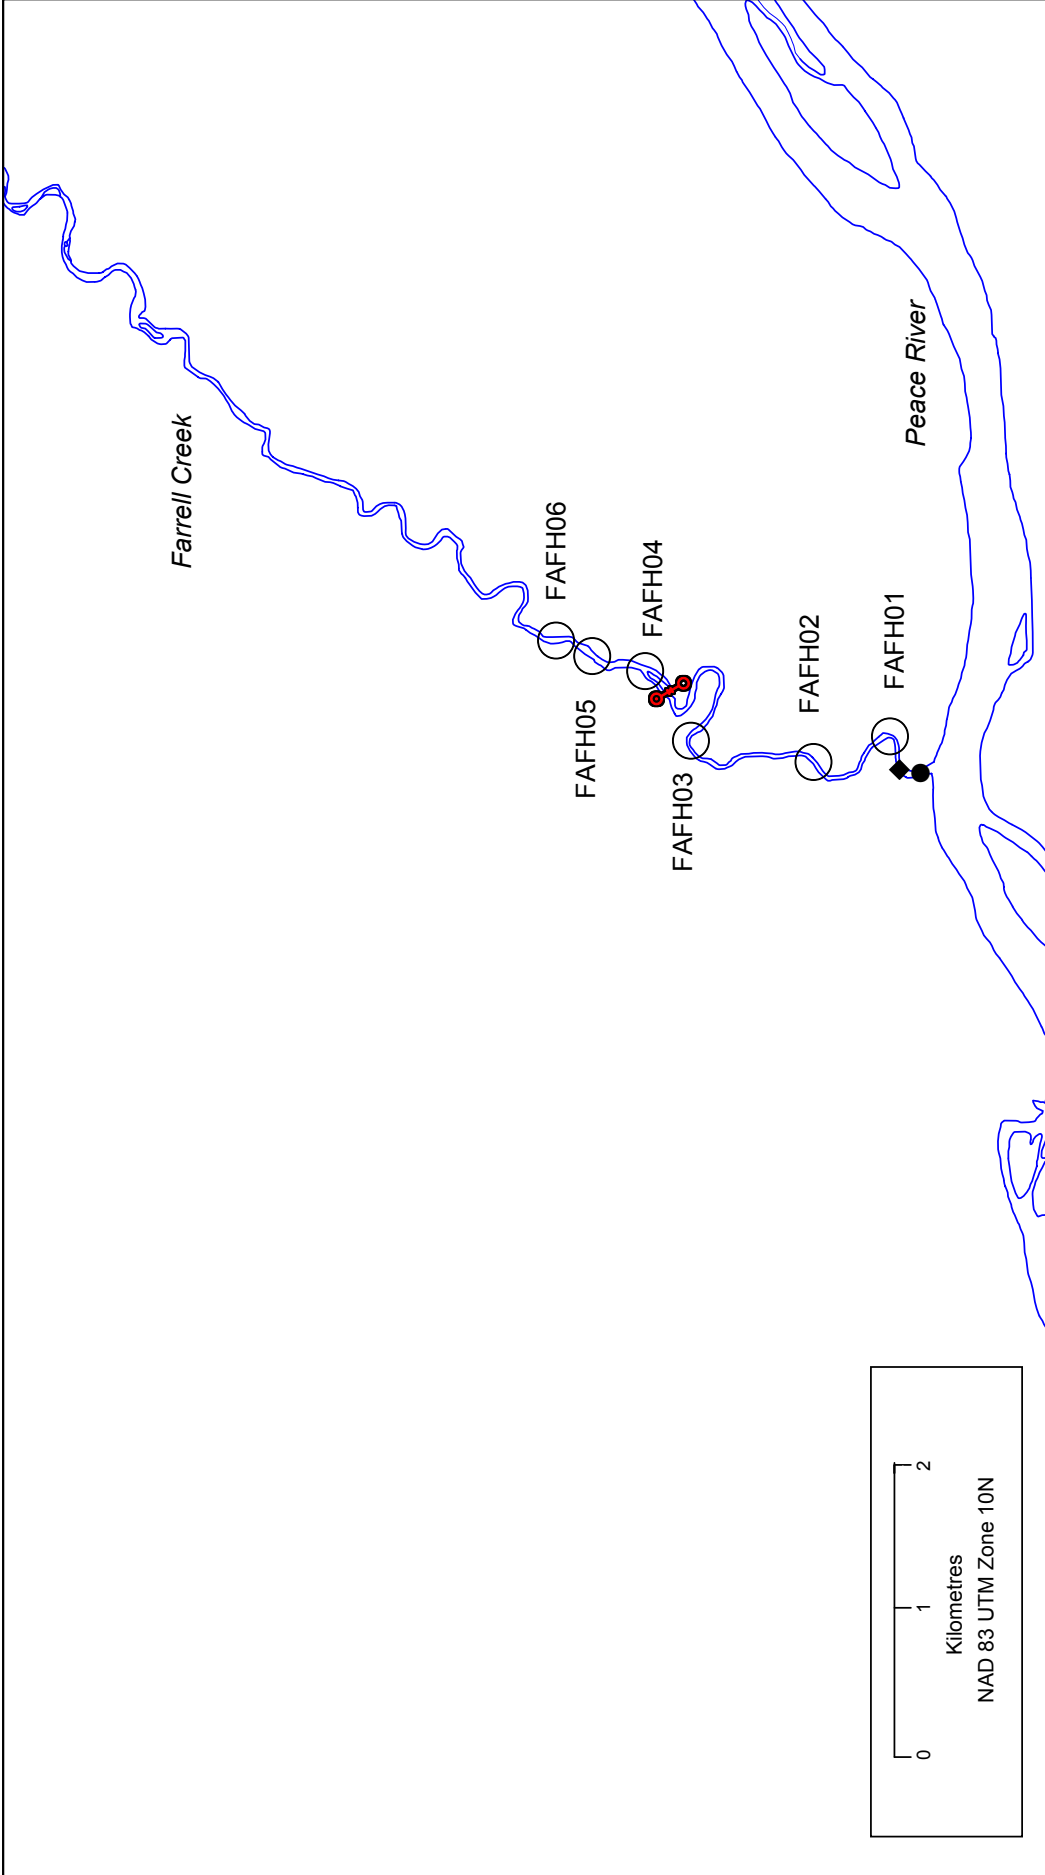 Farrell Creek
Peace River
FAFH06
FAFH04
FAFH05
FAFH03
FAFH02
FAFH01
0 1 2
Kilometres
NAD 83 UTM Zone 10N